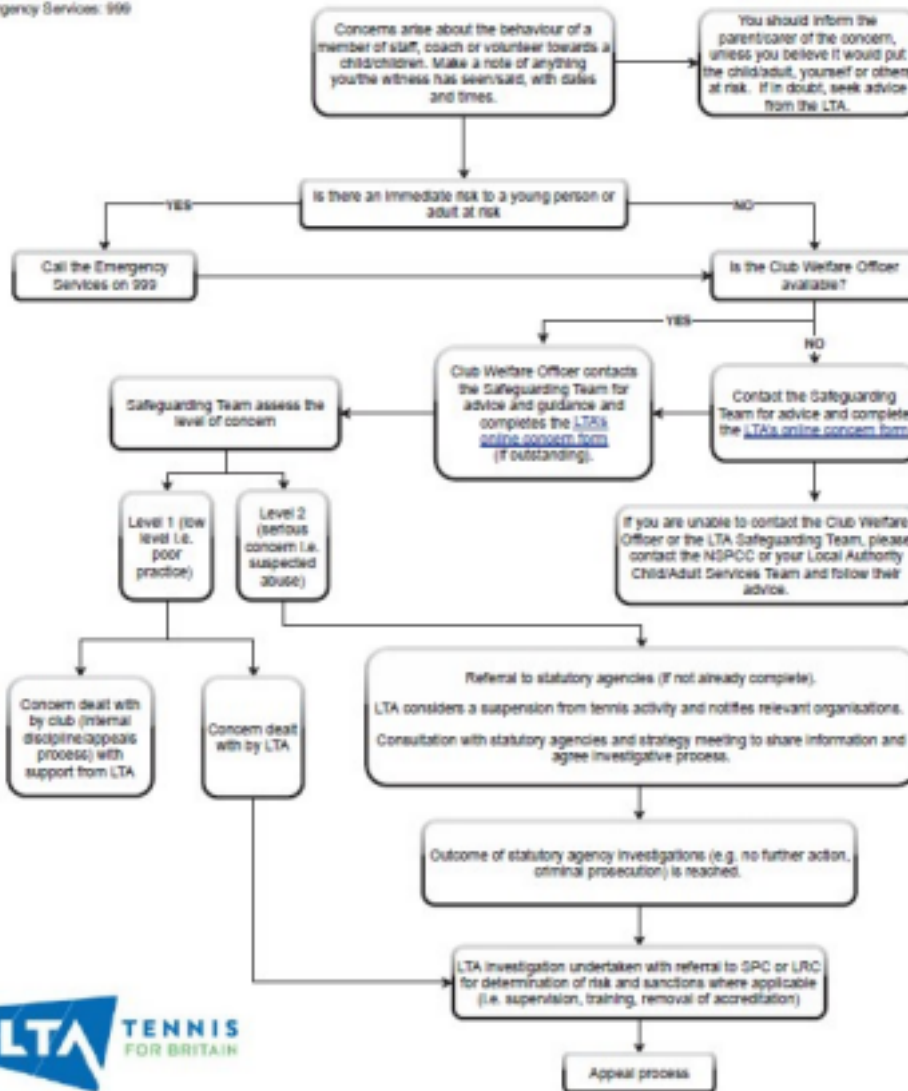 Emergency Services: 999
Concerns arise about the behaviour of a
member of staff, coach or volunteer towards a
child/children. Make a note of anything
you/the witness has seen/said, with dates
and times.
You should inform the
parent/carer of the concern,
unless you believe it would put
the child/adult, yourself or others
at risk. If in doubt, seek advice
from the LTA.
Is there an immediate risk to a young person or
adult at risk
YES
NO
Call the Emergency
Services on 999
Is the Club Welfare Officer
available?
YES
NO
Club Welfare Officer contacts
the Safeguarding Team for
advice and guidance and
completes the LTA's
online concern form
(if outstanding).
Contact the Safeguarding
Team for advice and complete
the LTA's online concern form
Safeguarding Team assess the
level of concern
Level 1 (low
level i.e.
poor
practice)
Level 2
(serious
concern i.e.
suspected
abuse)
If you are unable to contact the Club Welfare
Officer or the LTA Safeguarding Team, please
contact the NSPCC or your Local Authority
Child/Adult Services Team and follow their
advice.
Concern dealt with
by club (internal
discipline/appeals
process) with
support from LTA
Concern dealt
with by LTA
Referral to statutory agencies (if not already complete).
LTA considers a suspension from tennis activity and notifies relevant organisations.
Consultation with statutory agencies and strategy meeting to share information and
agree investigative process.
Outcome of statutory agency investigations (e.g. no further action,
criminal prosecution) is reached.
LTA investigation undertaken with referral to SPC or LRC
for determination of risk and sanctions where applicable
(i.e. supervision, training, removal of accreditation)
Appeal process
LTA TENNIS
FOR BRITAIN